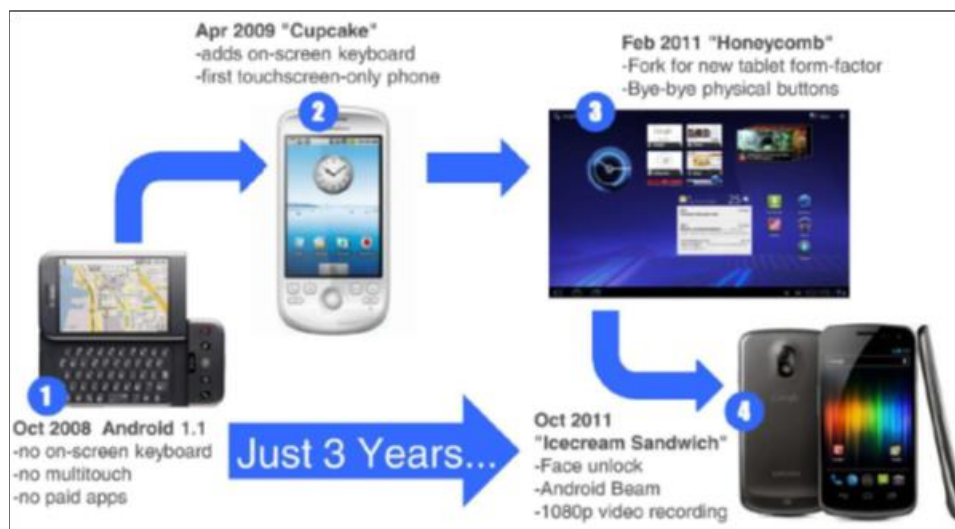 Apr 2009 "Cupcake"
-adds on-screen keyboard
-first touchscreen-only phone
2
Feb 2011 "Honeycomb"
-Fork for new tablet form-factor
-Bye-bye physical buttons
3
1
Oct 2008 Android 1.1
-no on-screen keyboard
-no multitouch
-no paid apps
Just 3 Years...
4
Oct 2011
"Icecream Sandwich"
-Face unlock
-Android Beam
-1080p video recording